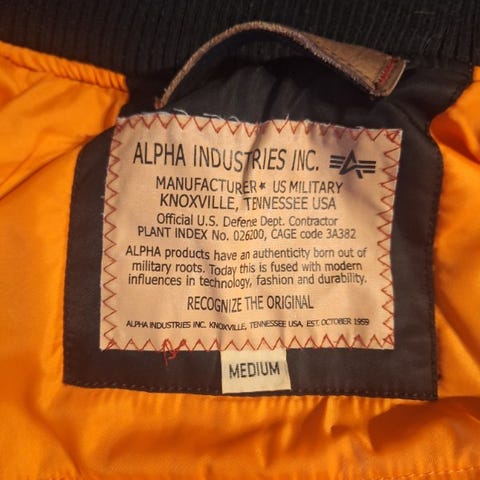 ALPHA INDUSTRIES INC.
MANUFACTURER★ US MILITARY
KNOXVILLE, TENNESSEE USA
Official U.S. Defense Dept. Contractor
PLANT INDEX No. 026200, CAGE code 3A382
ALPHA products have an authenticity born out of
military roots. Today this is fused with modern
influences in technology, fashion and durability.
RECOGNIZE THE ORIGINAL
ALPHA INDUSTRIES INC. KNOXVILLE, TENNESSEE USA, EST. OCTOBER 1959
MEDIUM